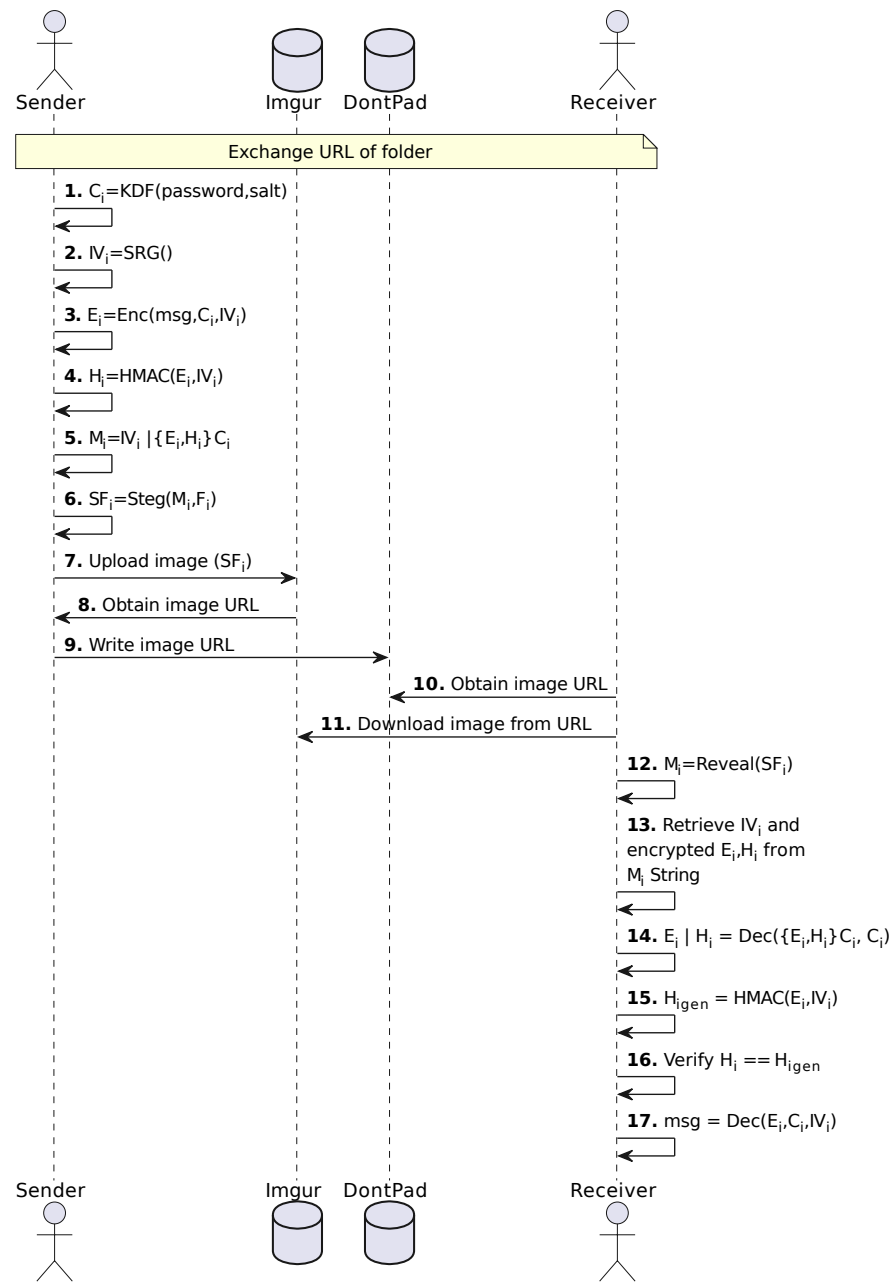 Sender Imgur DontPad Receiver
Exchange URL of folder
1. Cᵢ=KDF(password,salt)
2. IVᵢ=SRG()
3. Eᵢ=Enc(msg,Cᵢ,IVᵢ)
4. Hᵢ=HMAC(Eᵢ,IVᵢ)
5. Mᵢ=IVᵢ |{Eᵢ,Hᵢ}Cᵢ
6. SFᵢ=Steg(Mᵢ,Fᵢ)
7. Upload image (SFᵢ)
8. Obtain image URL
9. Write image URL
10. Obtain image URL
11. Download image from URL
12. Mᵢ=Reveal(SFᵢ)
13. Retrieve IVᵢ and
encrypted Eᵢ,Hᵢ from
Mᵢ String
14. Eᵢ | Hᵢ = Dec({Eᵢ,Hᵢ}Cᵢ, Cᵢ)
15. Higen = HMAC(Eᵢ,IVᵢ)
16. Verify Hᵢ == Higen
17. msg = Dec(Eᵢ,Cᵢ,IVᵢ)
Sender Imgur DontPad Receiver